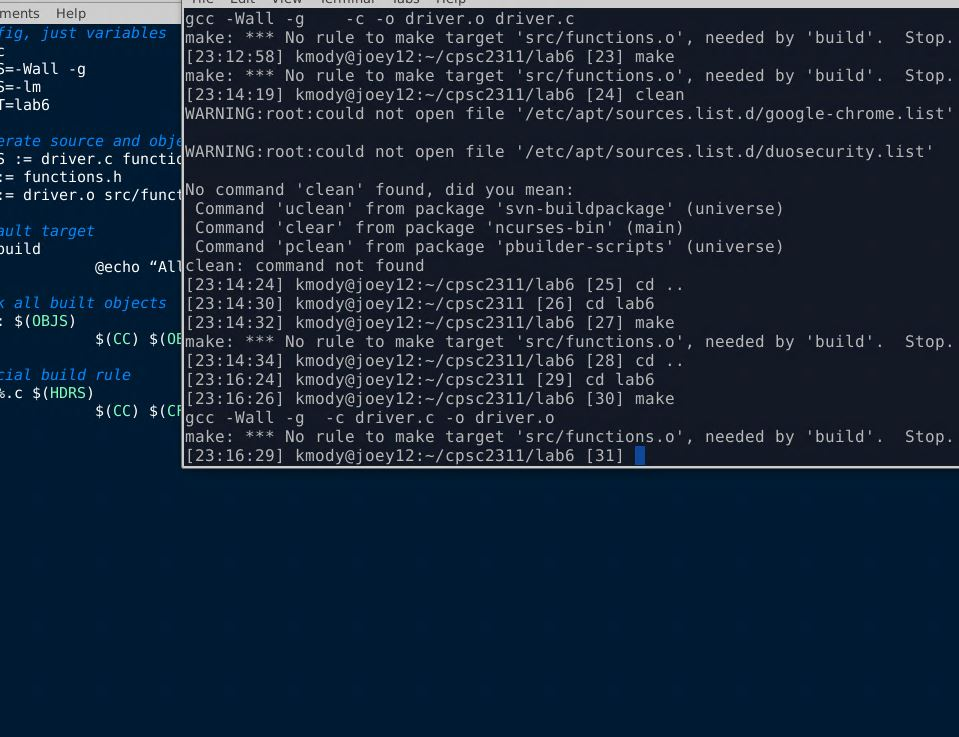 ments Help
fig, just variables
c
S=-Wall -g
S=-lm
T=lab6
erate source and obje
S := driver.c functio
:= functions.h
:= driver.o src/funct
ault target
build
@echo “All
k all built objects
: $(OBJS)
$(CC) $(OB
cial build rule
%.c $(HDRS)
$(CC) $(CF
File Edit View Terminal Tabs Help
gcc -Wall -g    -c -o driver.o driver.c
make: *** No rule to make target 'src/functions.o', needed by 'build'.  Stop.
[23:12:58] kmody@joey12:~/cpsc2311/lab6 [23] make
make: *** No rule to make target 'src/functions.o', needed by 'build'.  Stop.
[23:14:19] kmody@joey12:~/cpsc2311/lab6 [24] clean
WARNING:root:could not open file '/etc/apt/sources.list.d/google-chrome.list'
WARNING:root:could not open file '/etc/apt/sources.list.d/duosecurity.list'
No command 'clean' found, did you mean:
Command 'uclean' from package 'svn-buildpackage' (universe)
Command 'clear' from package 'ncurses-bin' (main)
Command 'pclean' from package 'pbuilder-scripts' (universe)
clean: command not found
[23:14:24] kmody@joey12:~/cpsc2311/lab6 [25] cd ..
[23:14:30] kmody@joey12:~/cpsc2311 [26] cd lab6
[23:14:32] kmody@joey12:~/cpsc2311/lab6 [27] make
make: *** No rule to make target 'src/functions.o', needed by 'build'.  Stop.
[23:14:34] kmody@joey12:~/cpsc2311/lab6 [28] cd ..
[23:16:24] kmody@joey12:~/cpsc2311 [29] cd lab6
[23:16:26] kmody@joey12:~/cpsc2311/lab6 [30] make
gcc -Wall -g  -c driver.c -o driver.o
make: *** No rule to make target 'src/functions.o', needed by 'build'.  Stop.
[23:16:29] kmody@joey12:~/cpsc2311/lab6 [31]